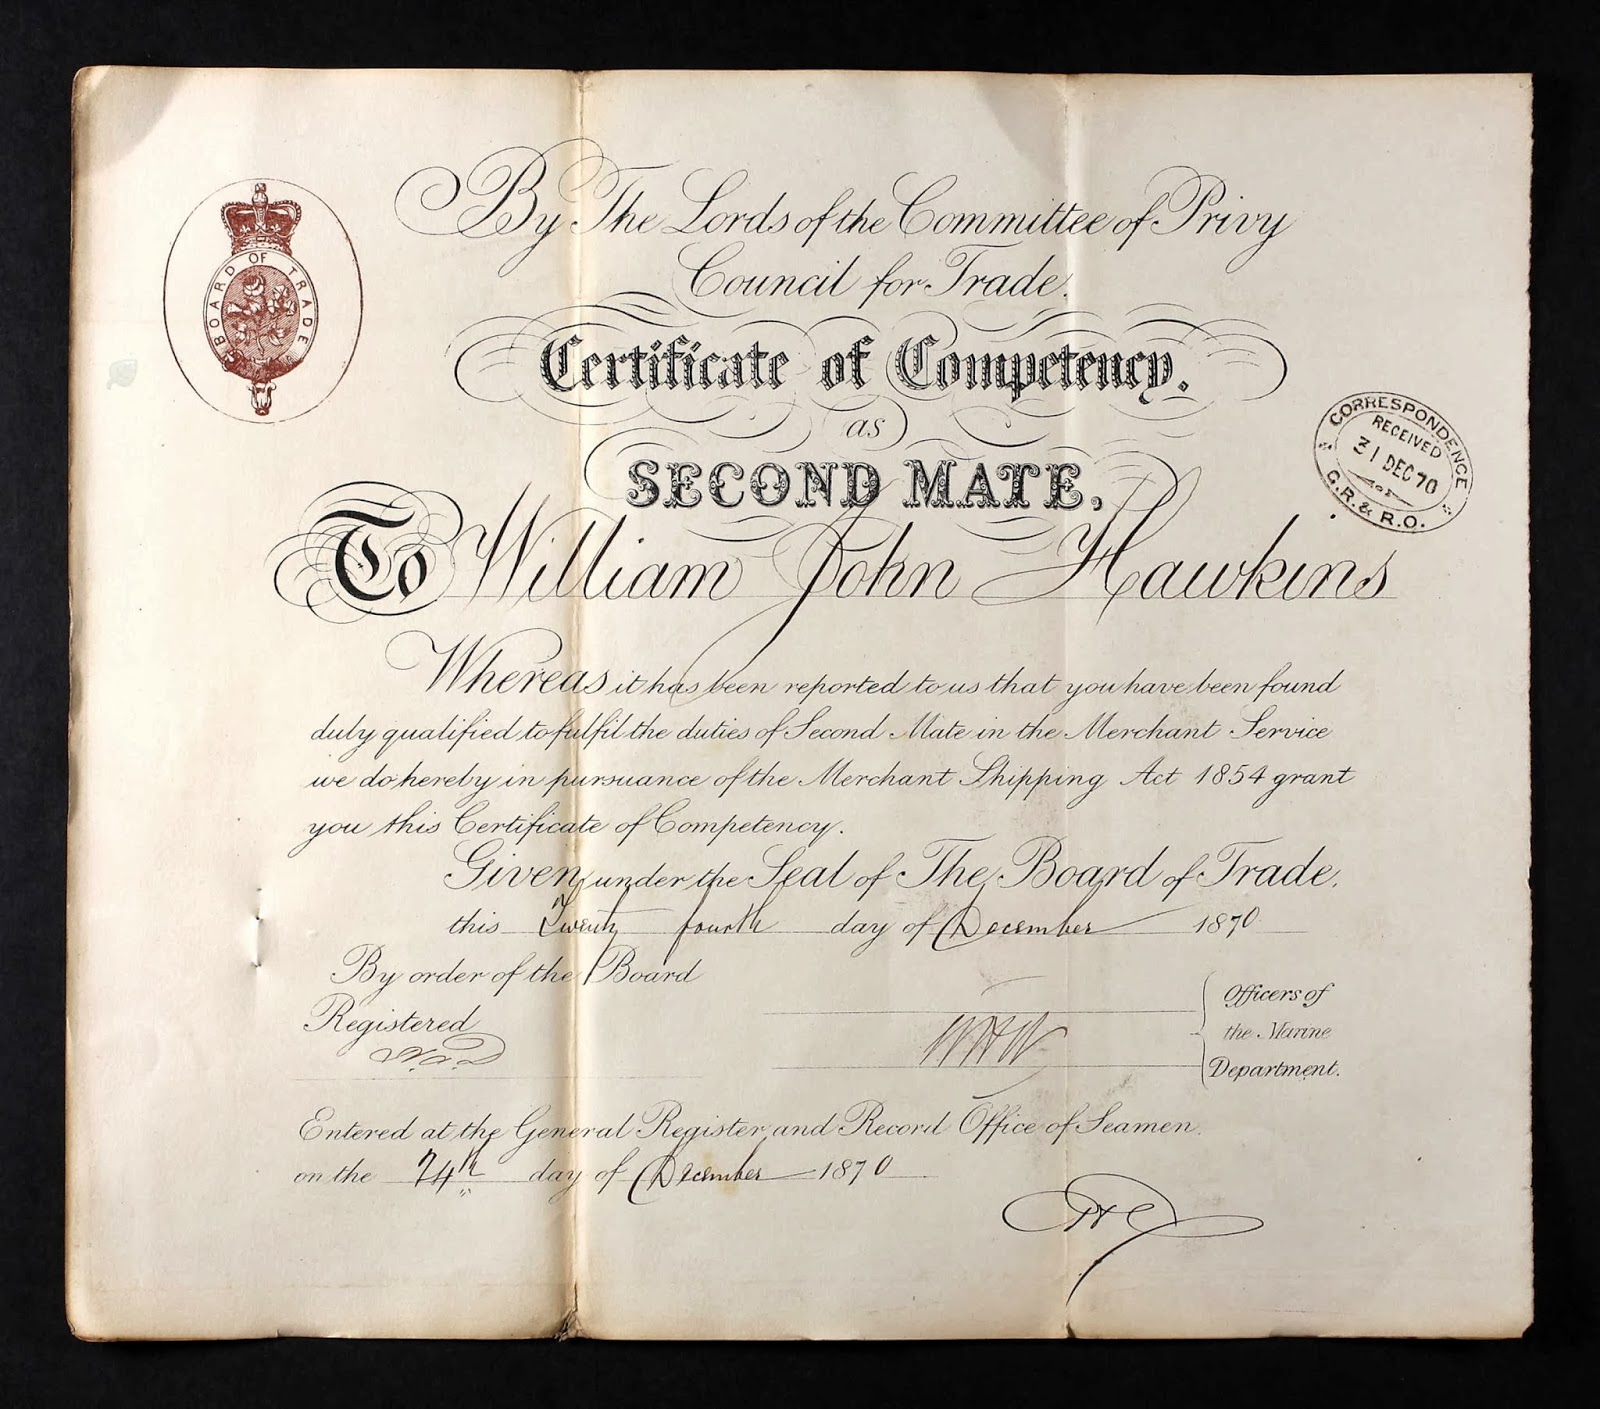 BOARD OF TRADE
By The Lords of the Committee of Privy
Council for Trade.
Certificate of Competency.
as
SECOND MATE,
CORRESPONDENCE
RECEIVED
31 DEC 70
G.R. & R.O.
To William John Hawkins
Whereas it has been reported to us that you have been found
duly qualified to fulfil the duties of Second Mate in the Merchant Service
we do hereby in pursuance of the Merchant Shipping Act 1854 grant
you this Certificate of Competency.
Given under the Seal of The Board of Trade.
this Twenty fourth day of December 1870
By order of the Board
Registered
Officers of
the Marine
Department.
Entered at the General Register and Record Office of Seamen.
on the 24th day of December 1870